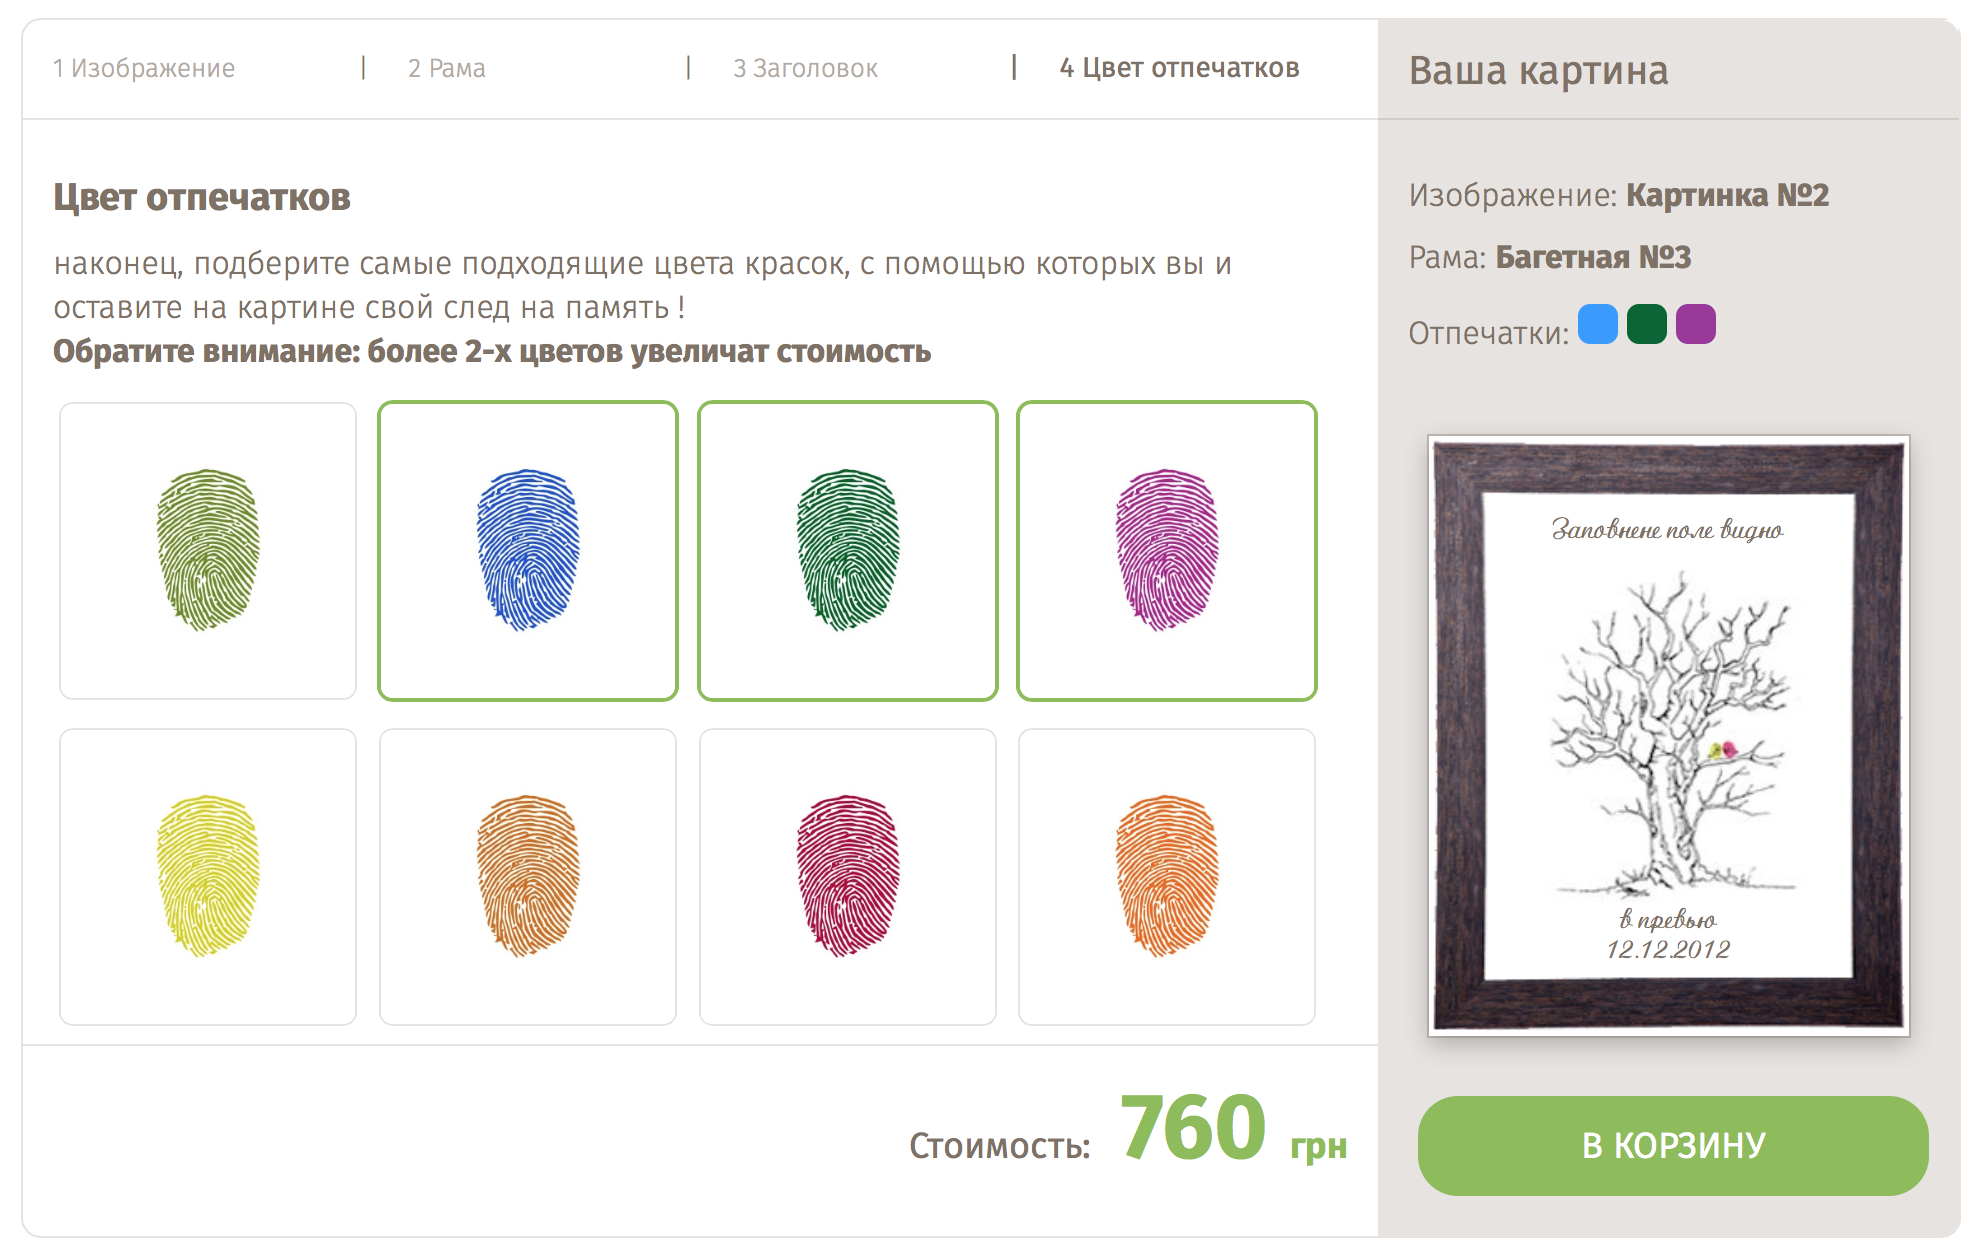 1 Изображение | 2 Рама | 3 Заголовок | 4 Цвет отпечатков
Цвет отпечатков
наконец, подберите самые подходящие цвета красок, с помощью которых вы и
оставите на картине свой след на память !
Обратите внимание: более 2-х цветов увеличат стоимость
Стоимость: 760 грн
Ваша картина
Изображение: Картинка №2
Рама: Багетная №3
Отпечатки:
Заповнене поле видно
в превью
12.12.2012
В КОРЗИНУ